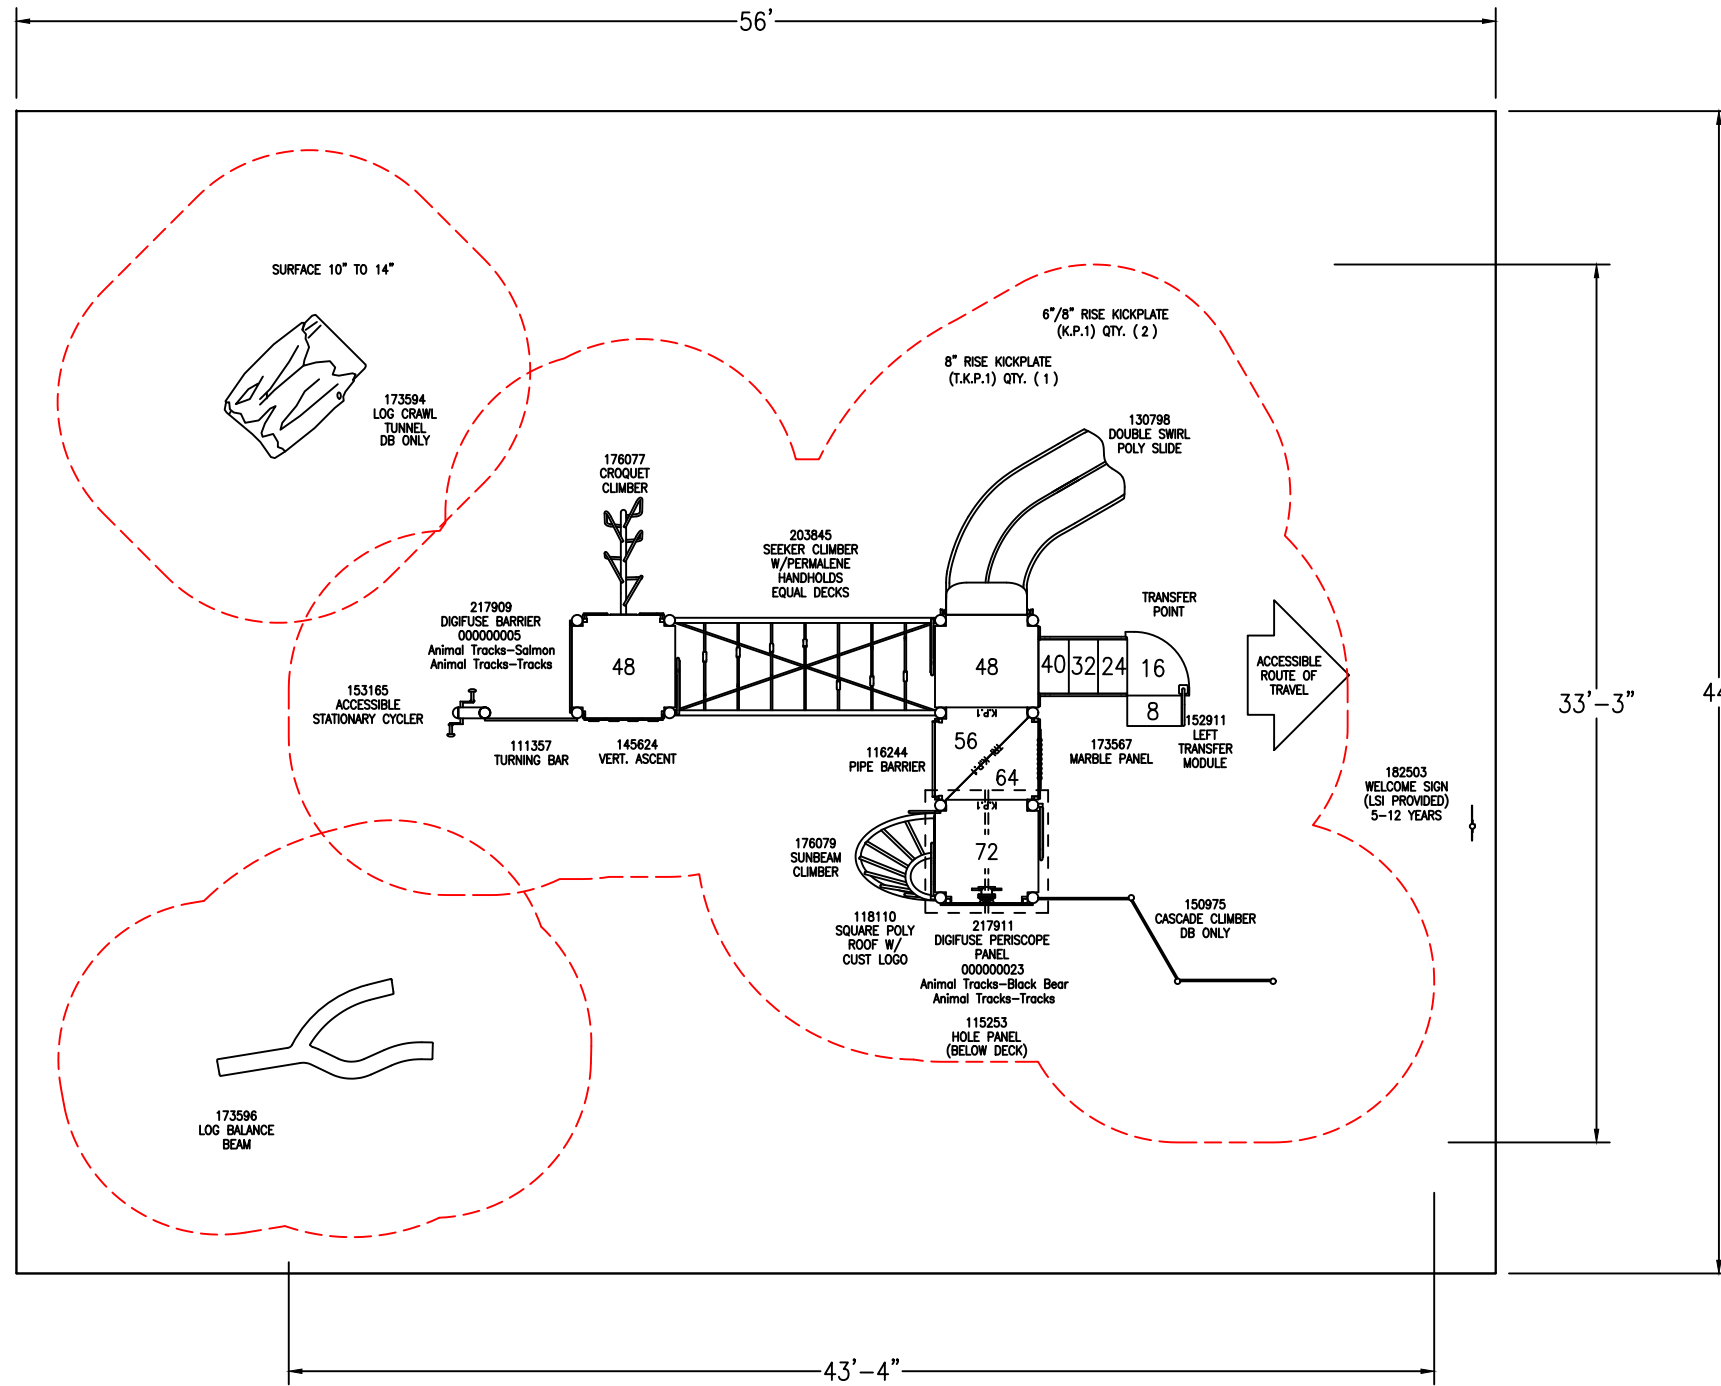 56'
SURFACE 10" TO 14"
6"/8" RISE KICKPLATE
(K.P.1) QTY. ( 2 )
8" RISE KICKPLATE
(T.K.P.1) QTY. ( 1 )
173594
LOG CRAWL
TUNNEL
DB ONLY
130798
DOUBLE SWIRL
POLY SLIDE
176077
CROQUET
CLIMBER
203845
SEEKER CLIMBER
W/PERMALENE
HANDHOLDS
EQUAL DECKS
217909
DIGIFUSE BARRIER
000000005
Animal Tracks-Salmon
Animal Tracks-Tracks
TRANSFER
POINT
48
48
40
32
24
16
8
ACCESSIBLE
ROUTE OF
TRAVEL
33'-3"
44
153165
ACCESSIBLE
STATIONARY CYCLER
111357
TURNING BAR
145624
VERT. ASCENT
116244
PIPE BARRIER
K.P.1
56
T.K.P.1
64
K.P.1
173567
MARBLE PANEL
152911
LEFT
TRANSFER
MODULE
182503
WELCOME SIGN
(LSI PROVIDED)
5-12 YEARS
176079
SUNBEAM
CLIMBER
72
118110
SQUARE POLY
ROOF W/
CUST LOGO
217911
DIGIFUSE PERISCOPE
PANEL
000000023
Animal Tracks-Black Bear
Animal Tracks-Tracks
150975
CASCADE CLIMBER
DB ONLY
115253
HOLE PANEL
(BELOW DECK)
173596
LOG BALANCE
BEAM
43'-4"